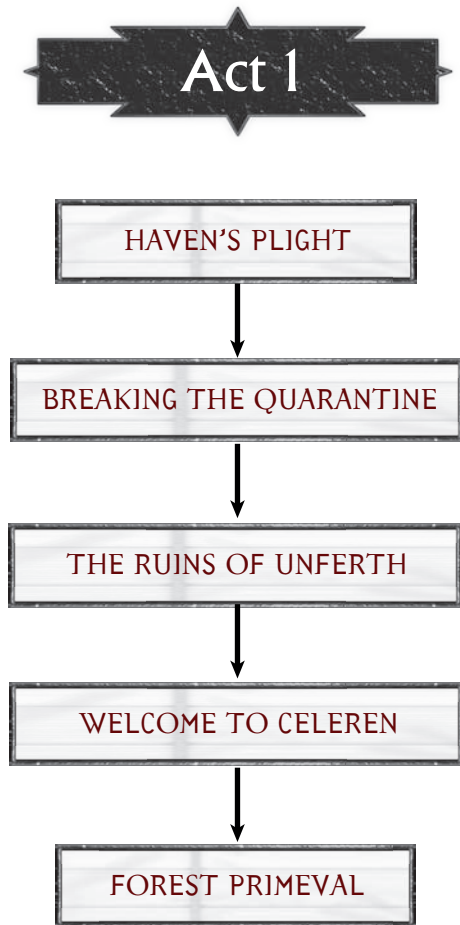 Act 1
HAVEN'S PLIGHT
BREAKING THE QUARANTINE
THE RUINS OF UNFERTH
WELCOME TO CELEREN
FOREST PRIMEVAL